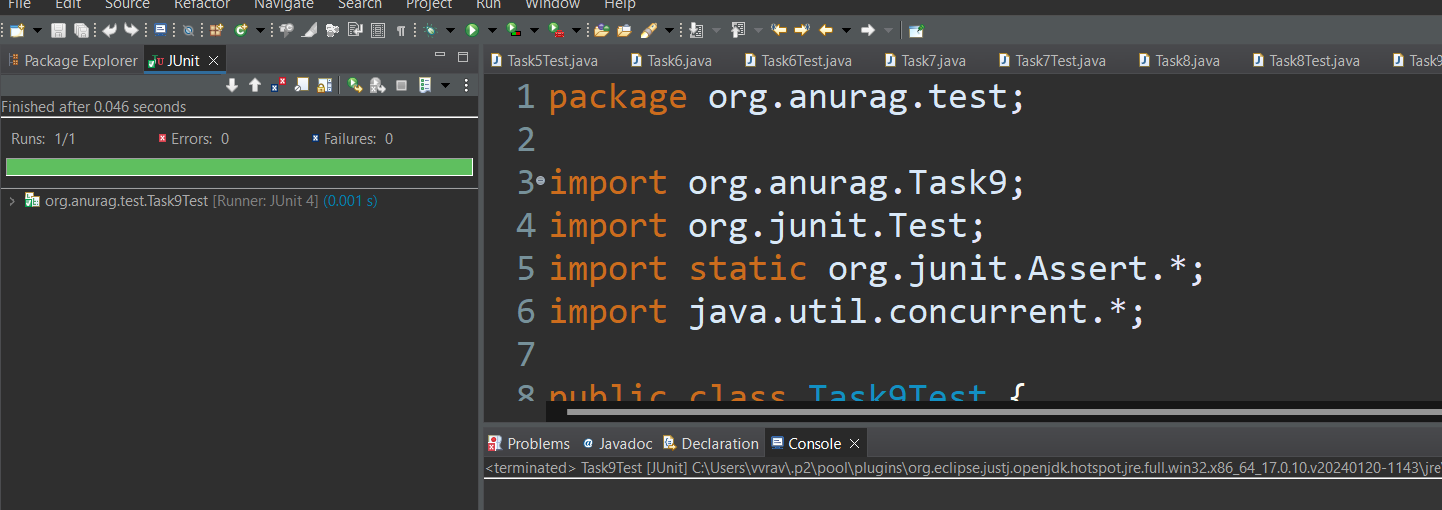 File Edit Source Refactor Navigate Search Project Run Window Help
Package Explorer JUnit
Finished after 0.046 seconds
Runs: 1/1 Errors: 0 Failures: 0
org.anurag.test.Task9Test [Runner: JUnit 4] (0.001 s)
Task5Test.java Task6.java Task6Test.java Task7.java Task7Test.java Task8.java Task8Test.java Task9
1 package org.anurag.test;
2
3 import org.anurag.Task9;
4 import org.junit.Test;
5 import static org.junit.Assert.*;
6 import java.util.concurrent.*;
7
8 public class Task9Test {
Problems Javadoc Declaration Console
<terminated> Task9Test [JUnit] C:\Users\vvrav\.p2\pool\plugins\org.eclipse.justj.openjdk.hotspot.jre.full.win32.x86_64_17.0.10.v20240120-1143\jre